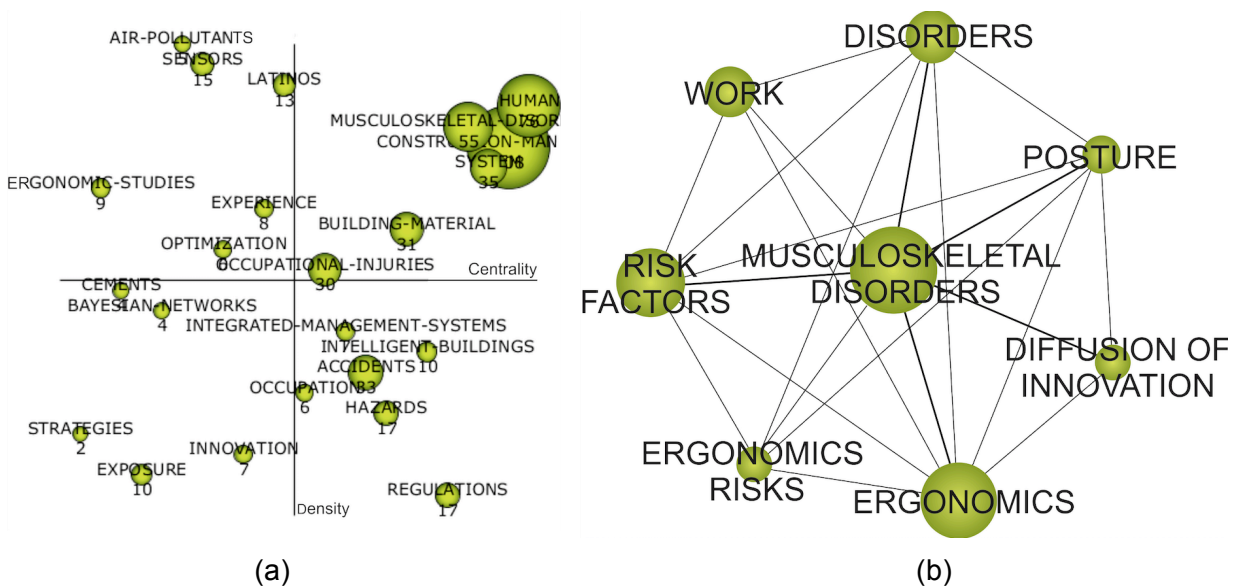 AIR-POLLUTANTS
SENSORS
15
LATINOS
13
HUMAN
76
MUSCULOSKELETAL-DISOR
55
SYSTEM
35
ERGONOMIC-STUDIES
9
EXPERIENCE
8
BUILDING-MATERIAL
31
OPTIMIZATION
OCCUPATIONAL-INJURIES
30
Centrality
CEMENTS
4
BAYESIAN-NETWORKS
4
INTEGRATED-MANAGEMENT-SYSTEMS
INTELLIGENT-BUILDINGS
10
ACCIDENTS
33
OCCUPATION
6
HAZARDS
17
STRATEGIES
2
INNOVATION
7
EXPOSURE
10
REGULATIONS
17
Density
(a)
DISORDERS
WORK
POSTURE
MUSCULOSKELETAL
DISORDERS
RISK
FACTORS
DIFFUSION OF
INNOVATION
ERGONOMICS
RISKS
ERGONOMICS
(b)